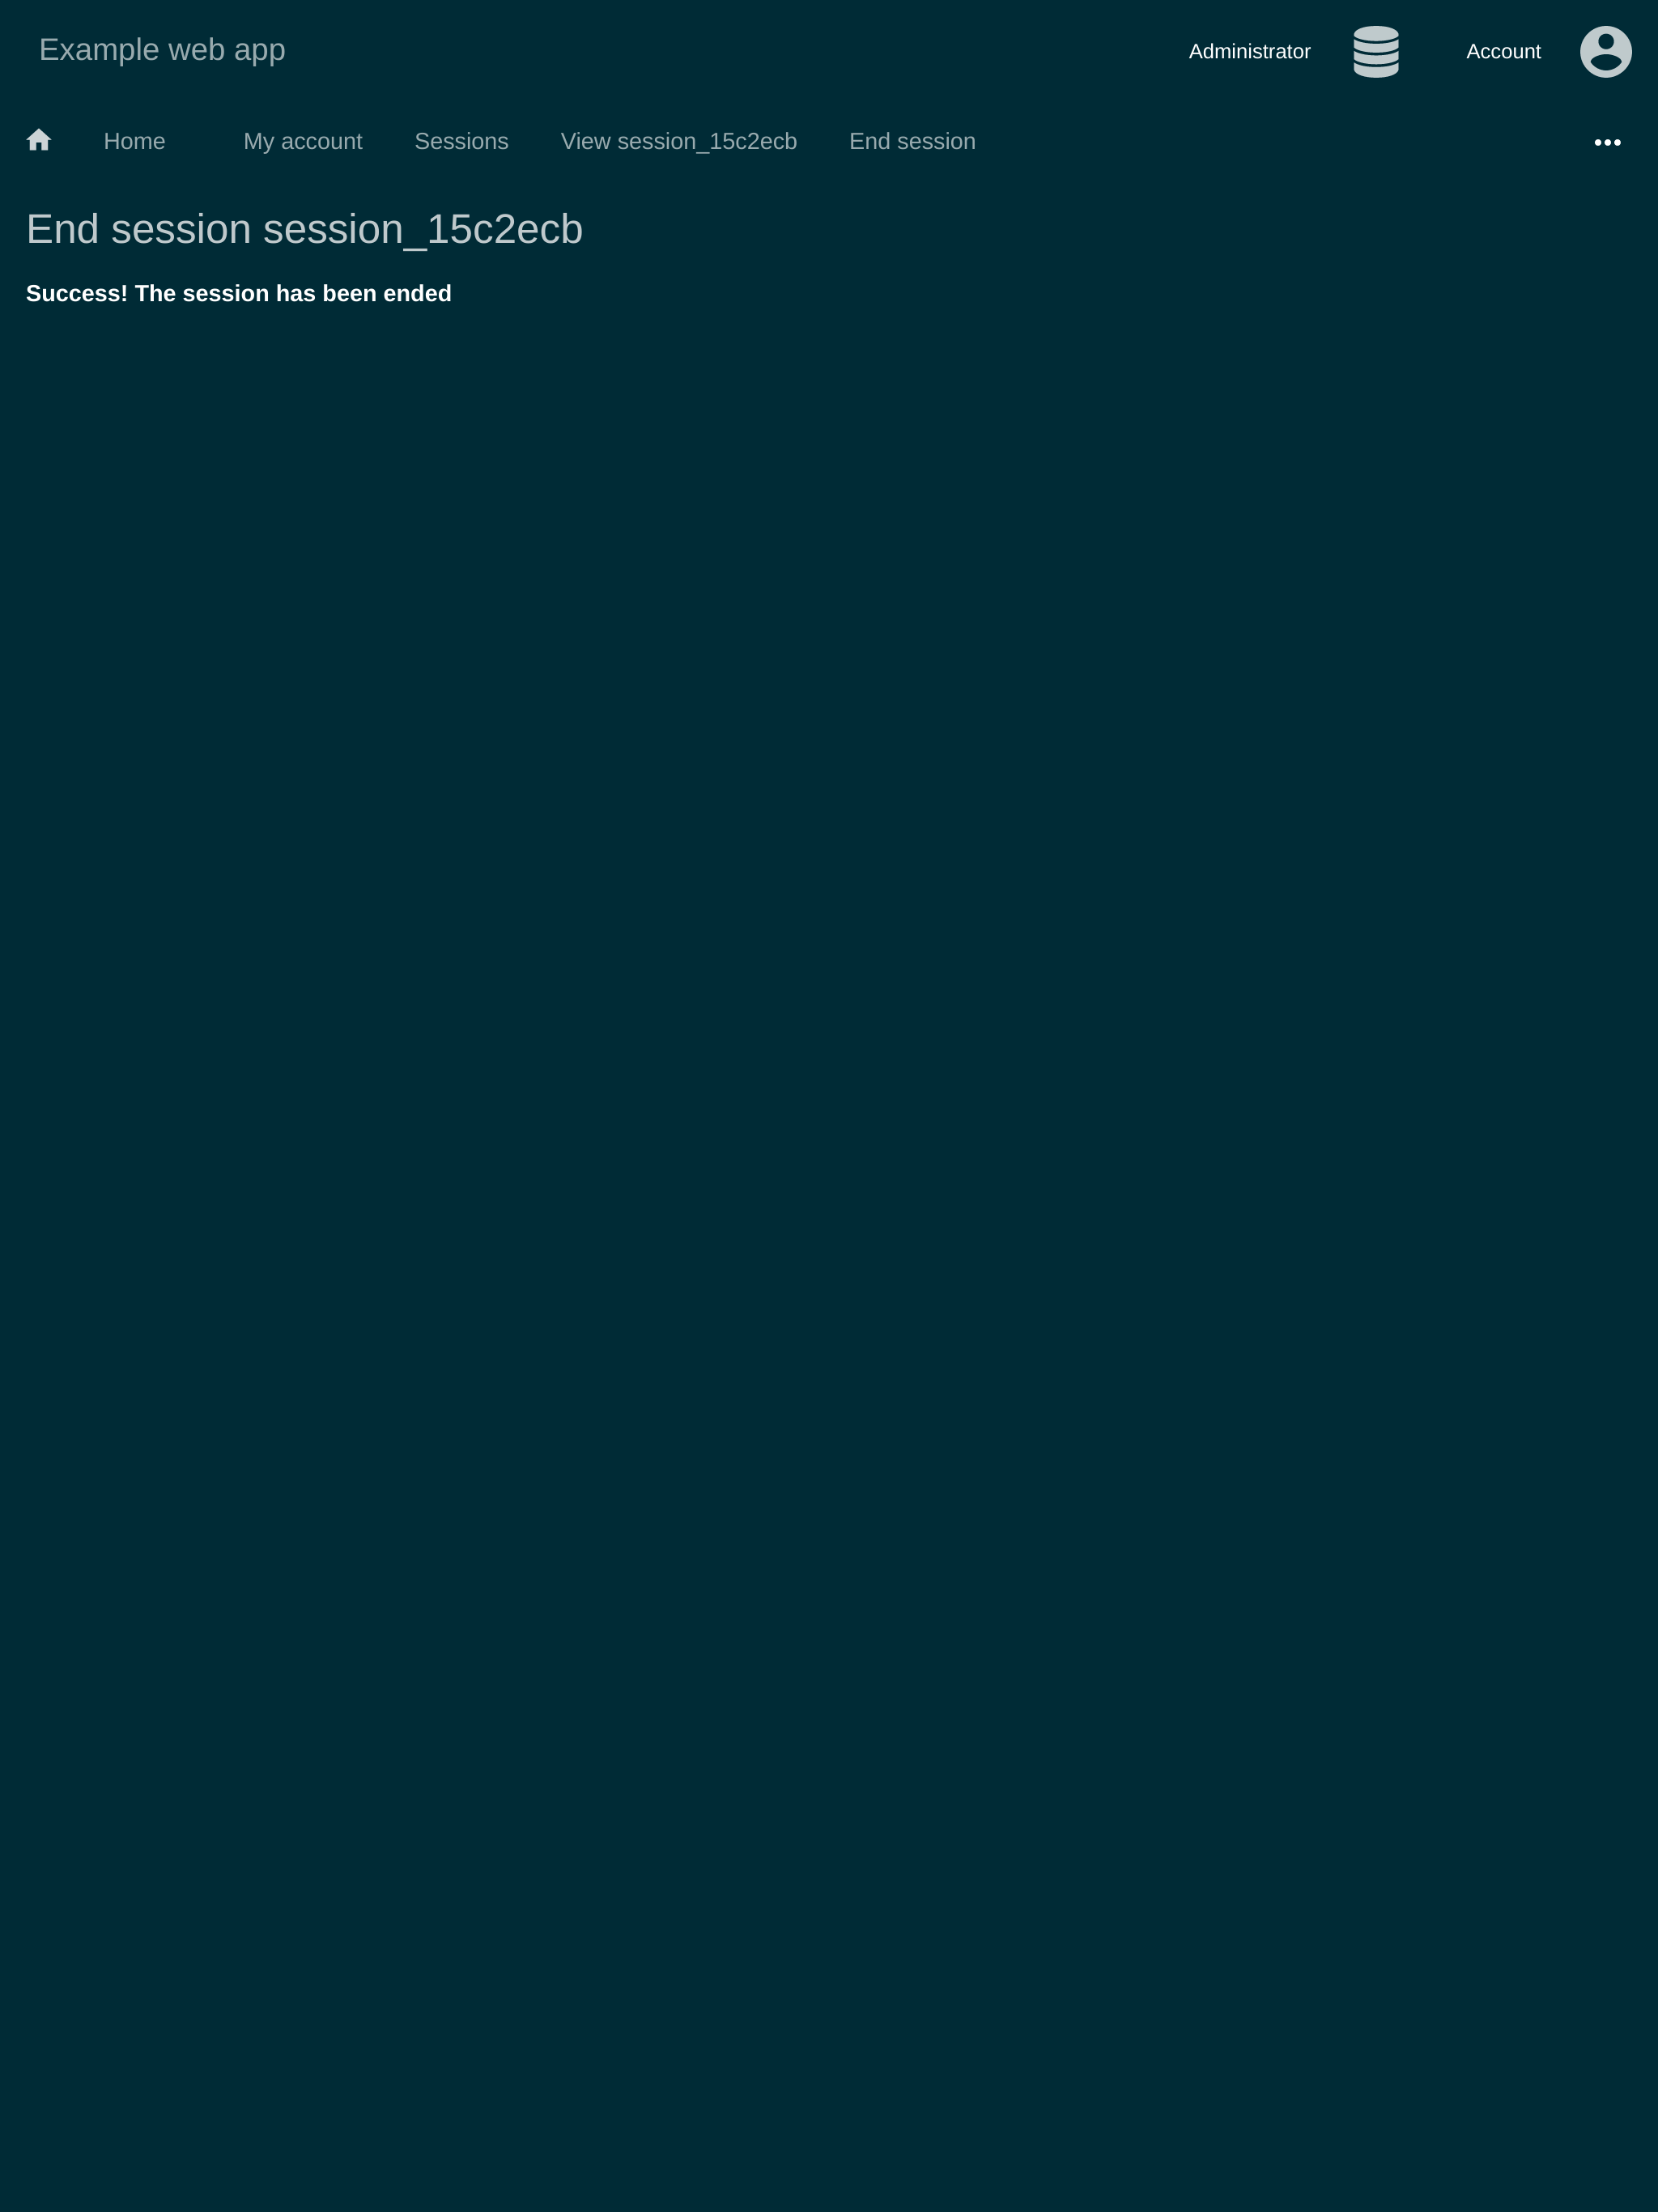 Example web app
Administrator
Account
Home
My account
Sessions
View session_15c2ecb
End session
End session session_15c2ecb
Success! The session has been ended